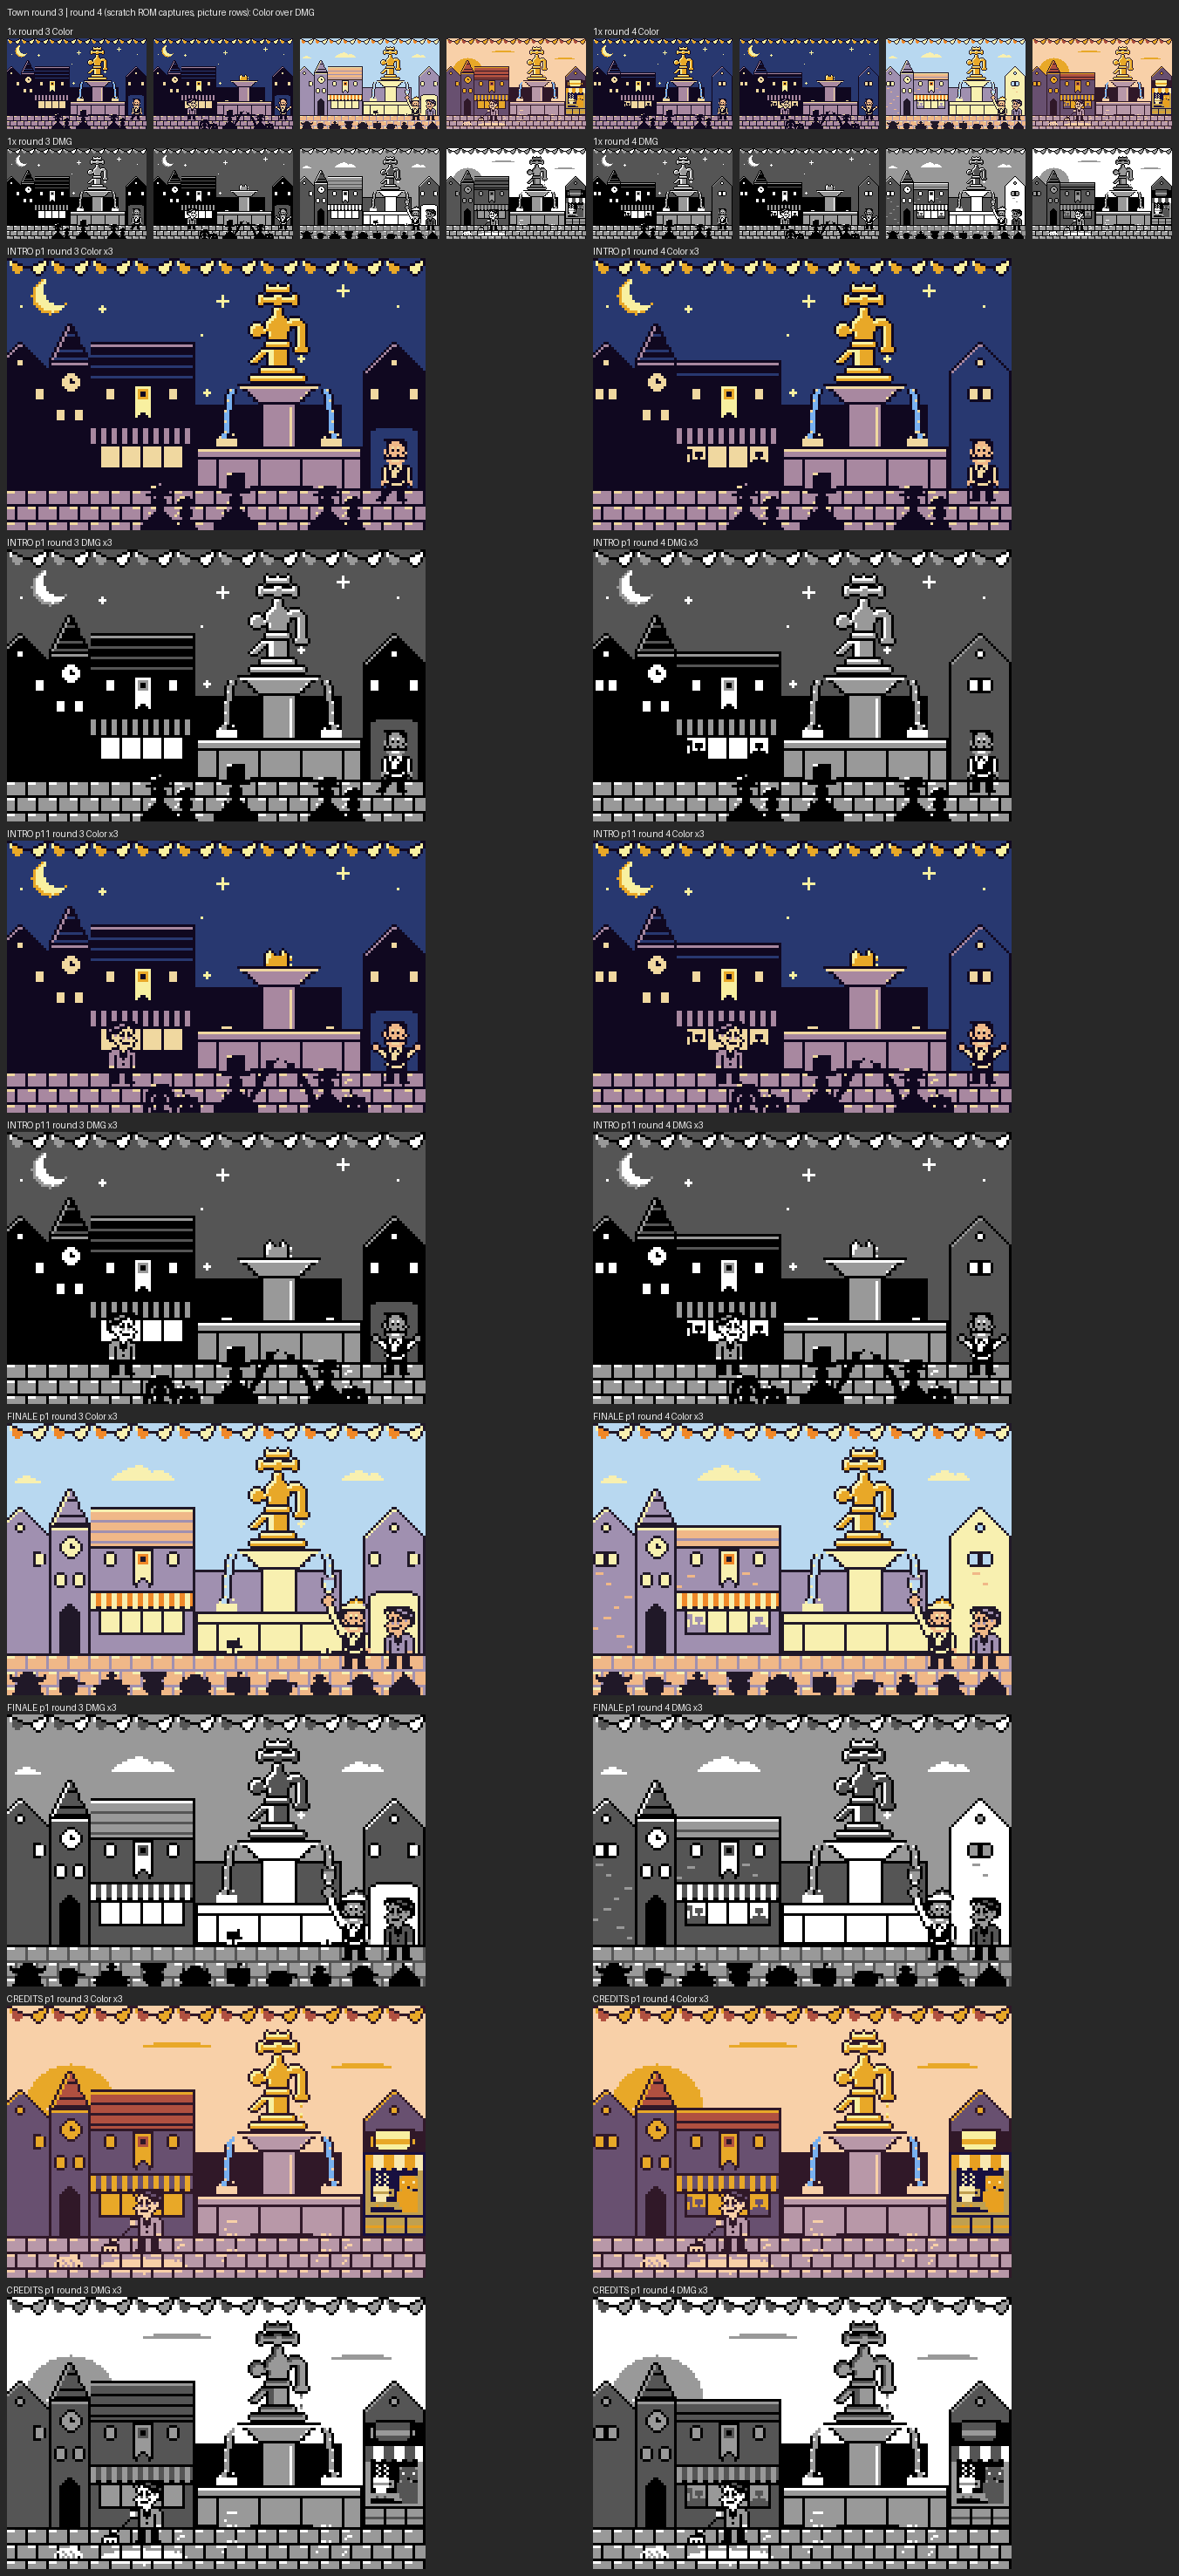 Town round 3 | round 4 (scratch ROM captures, picture rows): Color over DMG
1x round 3 Color
1x round 4 Color
1x round 3 DMG
1x round 4 DMG
INTRO p1 round 3 Color x3
INTRO p1 round 4 Color x3
INTRO p1 round 3 DMG x3
INTRO p1 round 4 DMG x3
INTRO p11 round 3 Color x3
INTRO p11 round 4 Color x3
INTRO p11 round 3 DMG x3
INTRO p11 round 4 DMG x3
FINALE p1 round 3 Color x3
FINALE p1 round 4 Color x3
FINALE p1 round 3 DMG x3
FINALE p1 round 4 DMG x3
CREDITS p1 round 3 Color x3
CREDITS p1 round 4 Color x3
CREDITS p1 round 3 DMG x3
CREDITS p1 round 4 DMG x3